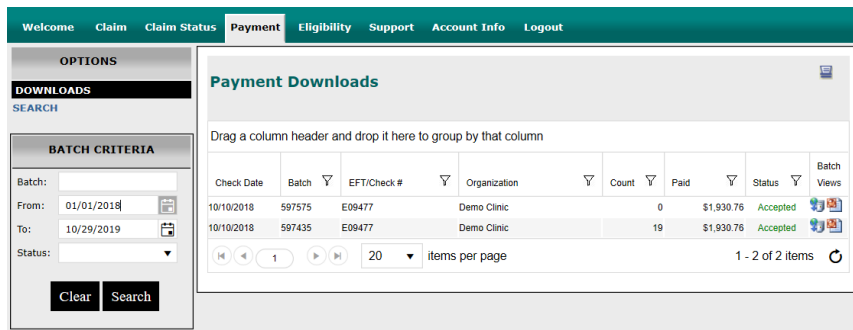 Welcome Claim Claim Status Payment Eligibility Support Account Info Logout
OPTIONS
DOWNLOADS
SEARCH
BATCH CRITERIA
Batch:
From: 01/01/2018
To: 10/29/2019
Status:
Clear Search
Payment Downloads
Drag a column header and drop it here to group by that column
Check Date Batch EFT/Check # Organization Count Paid Status Batch Views
10/10/2018 597575 E09477 Demo Clinic 0 $1,930.76 Accepted
10/10/2018 597435 E09477 Demo Clinic 19 $1,930.76 Accepted
1 20 items per page 1 - 2 of 2 items